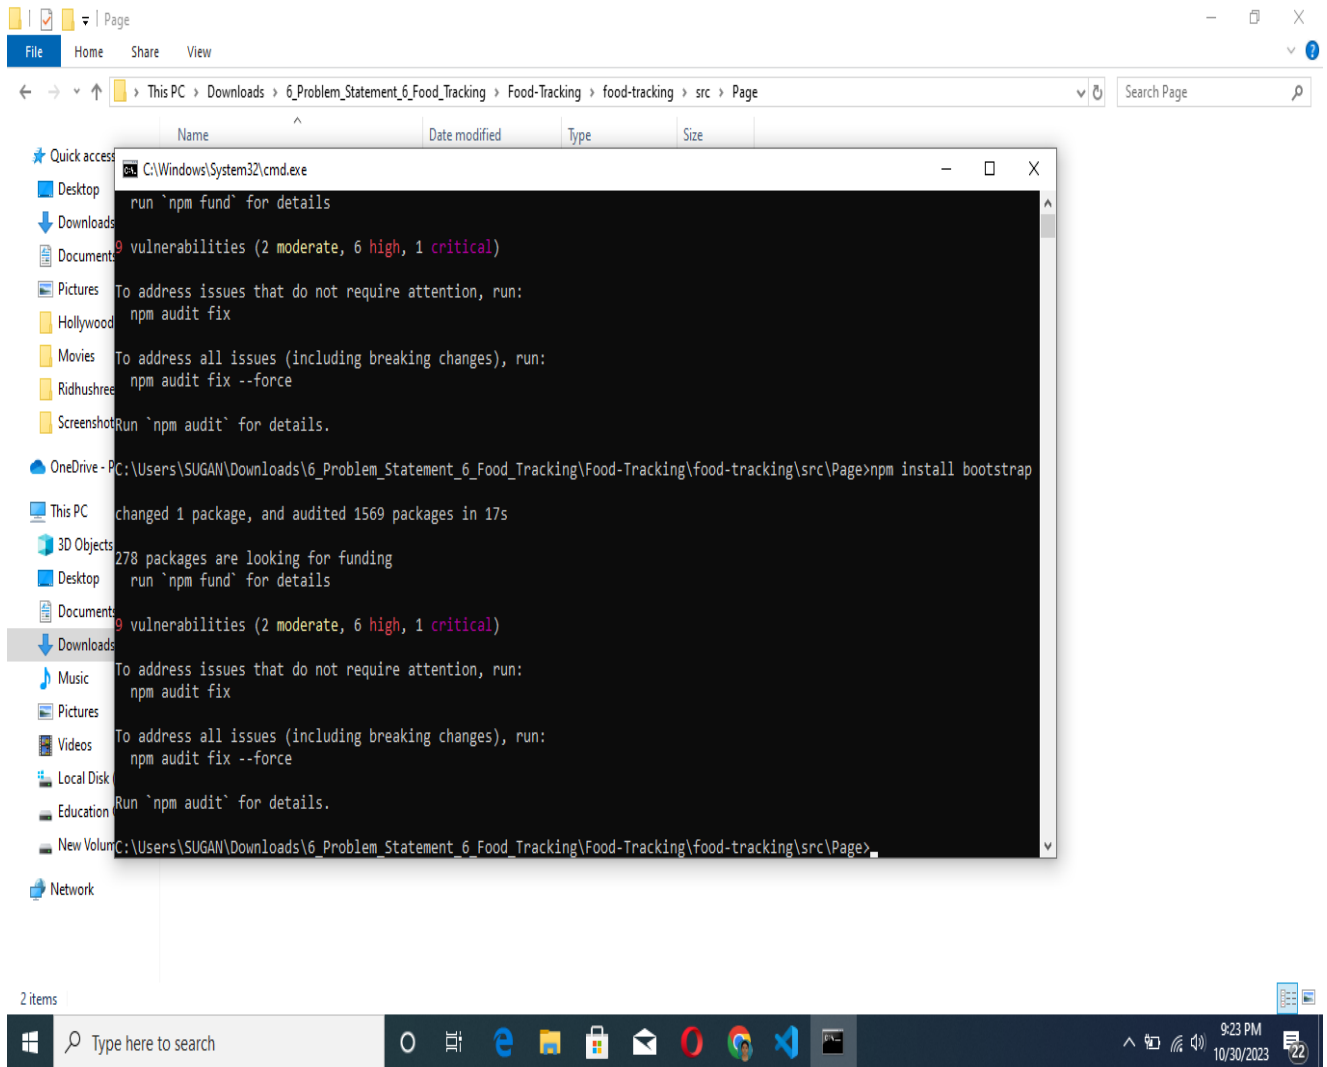 Page
File Home Share View
This PC > Downloads > 6_Problem_Statement_6_Food_Tracking > Food-Tracking > food-tracking > src > Page
Search Page
Name Date modified Type Size
Quick access
Desktop
Downloads
Documents
Pictures
Hollywood
Movies
Ridhushree
Screenshot
OneDrive - P
This PC
3D Objects
Desktop
Documents
Downloads
Music
Pictures
Videos
Local Disk (
Education
New Volum
Network
C:\Windows\System32\cmd.exe
run `npm fund` for details
9 vulnerabilities (2 moderate, 6 high, 1 critical)
To address issues that do not require attention, run:
npm audit fix
To address all issues (including breaking changes), run:
npm audit fix --force
Run `npm audit` for details.
C:\Users\SUGAN\Downloads\6_Problem_Statement_6_Food_Tracking\Food-Tracking\food-tracking\src\Page>npm install bootstrap
changed 1 package, and audited 1569 packages in 17s
278 packages are looking for funding
run `npm fund` for details
9 vulnerabilities (2 moderate, 6 high, 1 critical)
To address issues that do not require attention, run:
npm audit fix
To address all issues (including breaking changes), run:
npm audit fix --force
Run `npm audit` for details.
C:\Users\SUGAN\Downloads\6_Problem_Statement_6_Food_Tracking\Food-Tracking\food-tracking\src\Page>
2 items
Type here to search
9:23 PM
10/30/2023
22